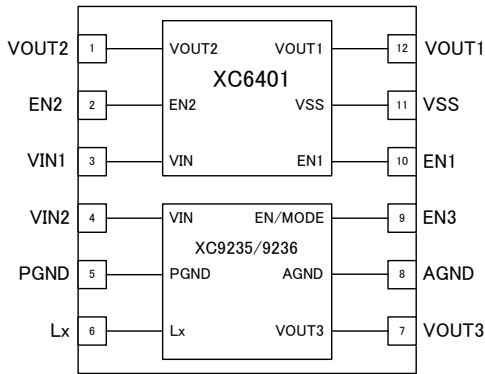 VOUT2 1 VOUT2 VOUT1 12 VOUT1
XC6401
EN2 2 EN2 VSS 11 VSS
VIN1 3 VIN EN1 10 EN1
VIN2 4 VIN EN/MODE 9 EN3
XC9235/9236
PGND 5 PGND AGND 8 AGND
Lx 6 Lx VOUT3 7 VOUT3